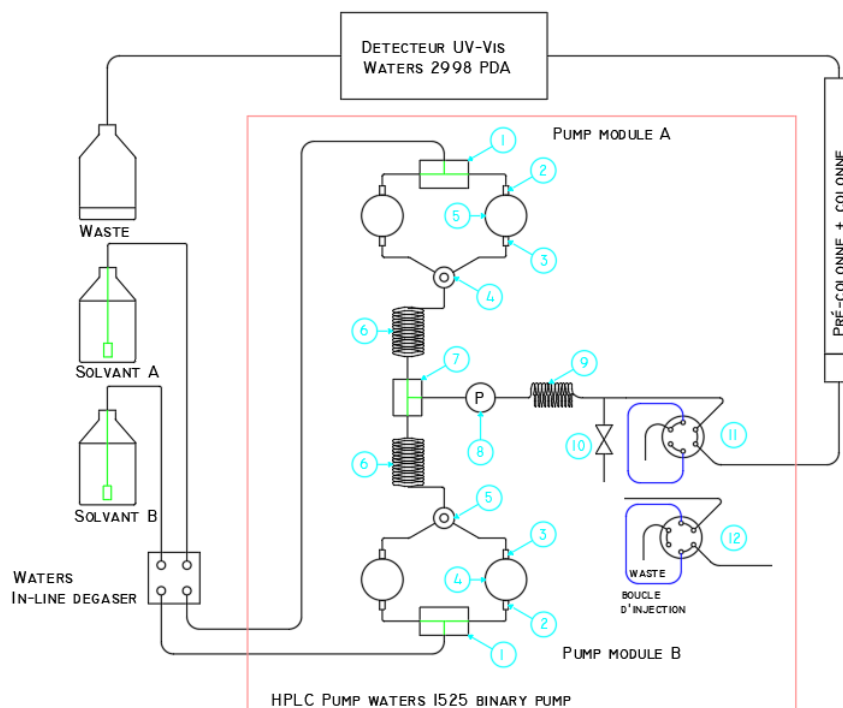 DETECTEUR UV-VIS
WATERS 2998 PDA
PUMP MODULE A
1
2
5
3
4
WASTE
SOLVANT A
6
7
9
P
8
10
11
PRÉ-COLONNE + COLONNE
6
SOLVANT B
5
3
12
4
WASTE
BOUCLE
D'INJECTION
WATERS
IN-LINE DEGASER
2
1
PUMP MODULE B
HPLC PUMP WATERS 1525 BINARY PUMP